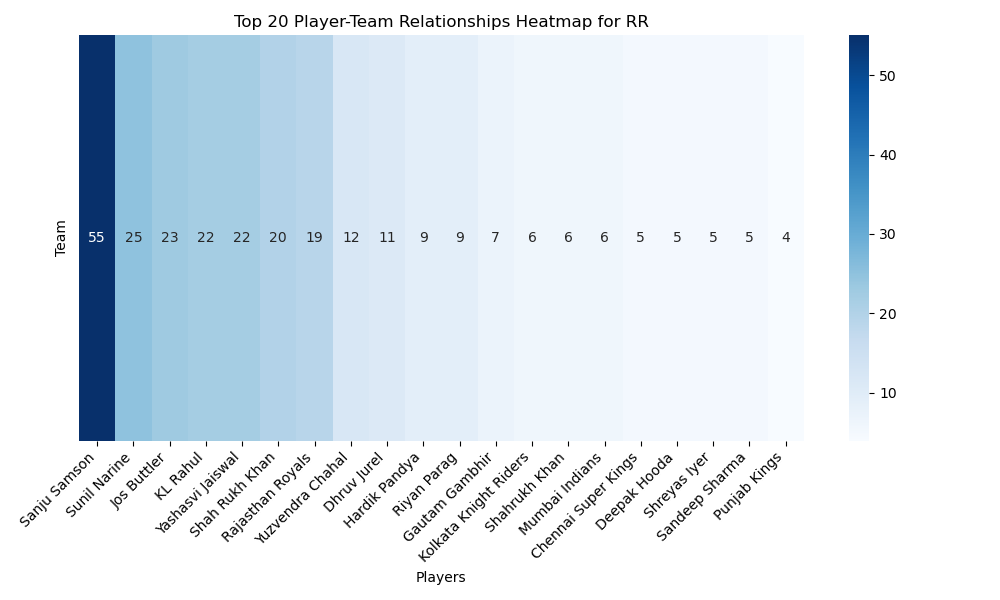 Top 20 Player-Team Relationships Heatmap for RR
Team
55 25 23 22 22 20 19 12 11 9 9 7 6 6 6 5 5 5 5 4
Sanju Samson
Sunil Narine
Jos Buttler
KL Rahul
Yashasvi Jaiswal
Shah Rukh Khan
Rajasthan Royals
Yuzvendra Chahal
Dhruv Jurel
Hardik Pandya
Riyan Parag
Gautam Gambhir
Kolkata Knight Riders
Shahrukh Khan
Mumbai Indians
Chennai Super Kings
Deepak Hooda
Shreyas Iyer
Sandeep Sharma
Punjab Kings
Players
50
40
30
20
10